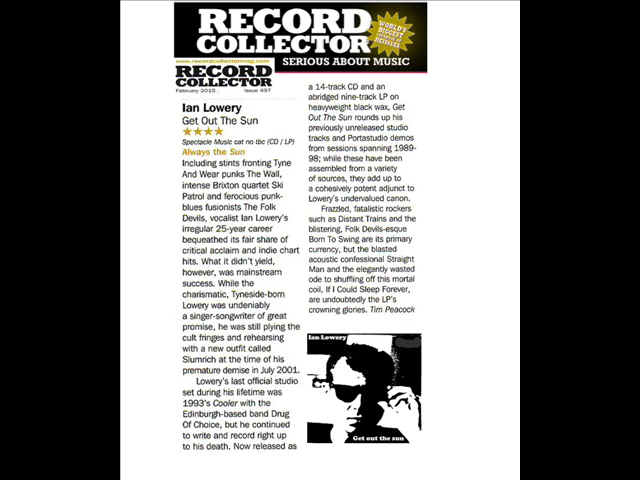 RECORD
COLLECTOR
WORLD'S
BIGGEST
REISSUES
SERIOUS ABOUT MUSIC
www.recordcollectormag.com
RECORD
COLLECTOR
February 2015 Issue 437
Ian Lowery
Get Out The Sun
★★★★
Spectacle Music cat no tbc (CD / LP)
Always the Sun
Including stints fronting Tyne
And Wear punks The Wall,
intense Brixton quartet Ski
Patrol and ferocious punk-
blues fusionists The Folk
Devils, vocalist Ian Lowery's
irregular 25-year career
bequeathed its fair share of
critical acclaim and indie chart
hits. What it didn't yield,
however, was mainstream
success. While the
charismatic, Tyneside-born
Lowery was undeniably
a singer-songwriter of great
promise, he was still plying the
cult fringes and rehearsing
with a new outfit called
Slumrich at the time of his
premature demise in July 2001.
Lowery's last official studio
set during his lifetime was
1993's Cooler with the
Edinburgh-based band Drug
Of Choice, but he continued
to write and record right up
to his death. Now released as
a 14-track CD and an
abridged nine-track LP on
heavyweight black wax, Get
Out The Sun rounds up his
previously unreleased studio
tracks and Portastudio demos
from sessions spanning 1989-
98; while these have been
assembled from a variety
of sources, they add up to
a cohesively potent adjunct to
Lowery's undervalued canon.
Frazzled, fatalistic rockers
such as Distant Trains and the
blistering, Folk Devils-esque
Born To Swing are its primary
currency, but the blasted
acoustic confessional Straight
Man and the elegantly wasted
ode to shuffling off this mortal
coil, If I Could Sleep Forever,
are undoubtedly the LP's
crowning glories. Tim Peacock
Ian Lowery
Get out the sun